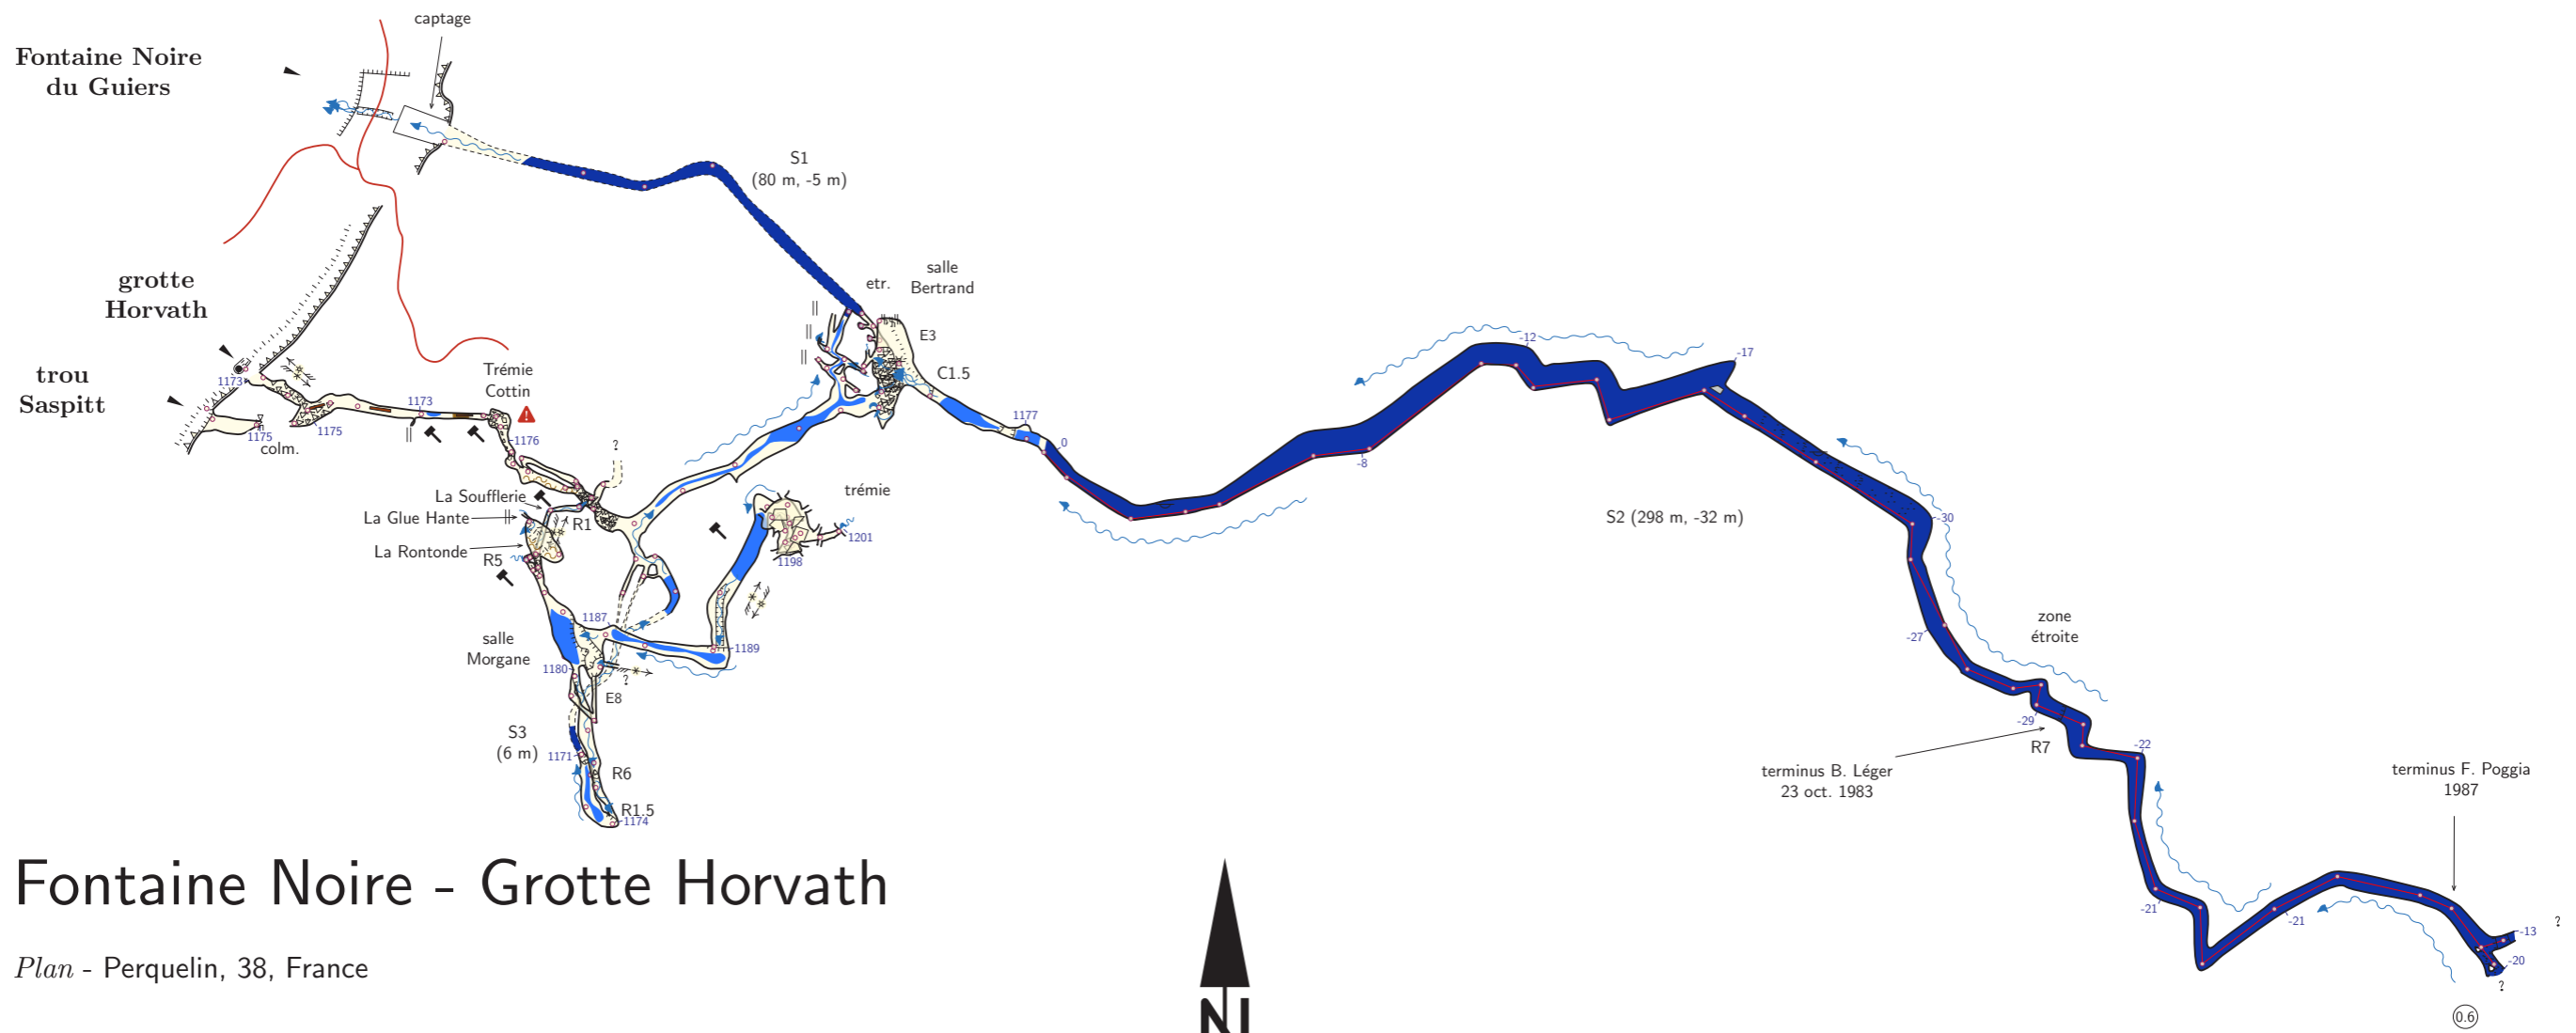 captage
Fontaine Noire
du Guiers
S1
(80 m, -5 m)
salle
Bertrand
etr.
grotte
Horvath
E3
-12
-17
trou
Saspitt
1173
Trémie
Cottin
C1.5
1173
1177
1175
colm.
1175
1176
?
0
-8
La Soufflerie
La Glue Hante
R1
trémie
S2 (298 m, -32 m)
-30
La Rontonde
R5
1201
1198
1187
-27
zone
étroite
salle
Morgane
1189
1180
?
E8
-29
S3
(6 m)
1171
R6
R7
-22
terminus B. Léger
23 oct. 1983
terminus F. Poggia
1987
R1.5
1174
Fontaine Noire - Grotte Horvath
-21
-21
?
-13
-20
?
Plan - Perquelin, 38, France
N
0.6